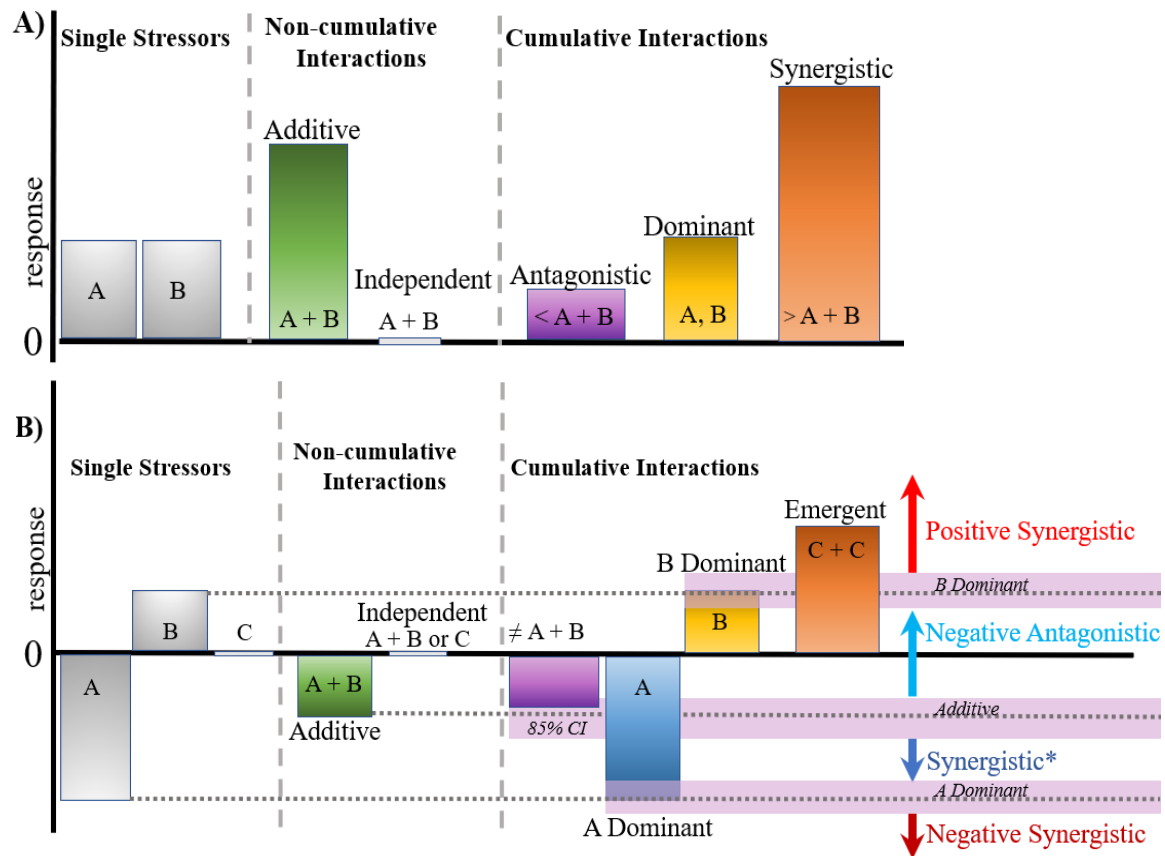 A)
Single Stressors
Non-cumulative
Interactions
Cumulative Interactions
response
0
A
B
Additive
A + B
Independent
A + B
Antagonistic
< A + B
Dominant
A, B
Synergistic
> A + B
B)
Single Stressors
Non-cumulative
Interactions
Cumulative Interactions
response
0
A
B
C
A + B
Additive
Independent
A + B or C
≠ A + B
85% CI
A
A Dominant
B Dominant
B
Emergent
C + C
Positive Synergistic
B Dominant
Negative Antagonistic
Additive
Synergistic*
A Dominant
Negative Synergistic